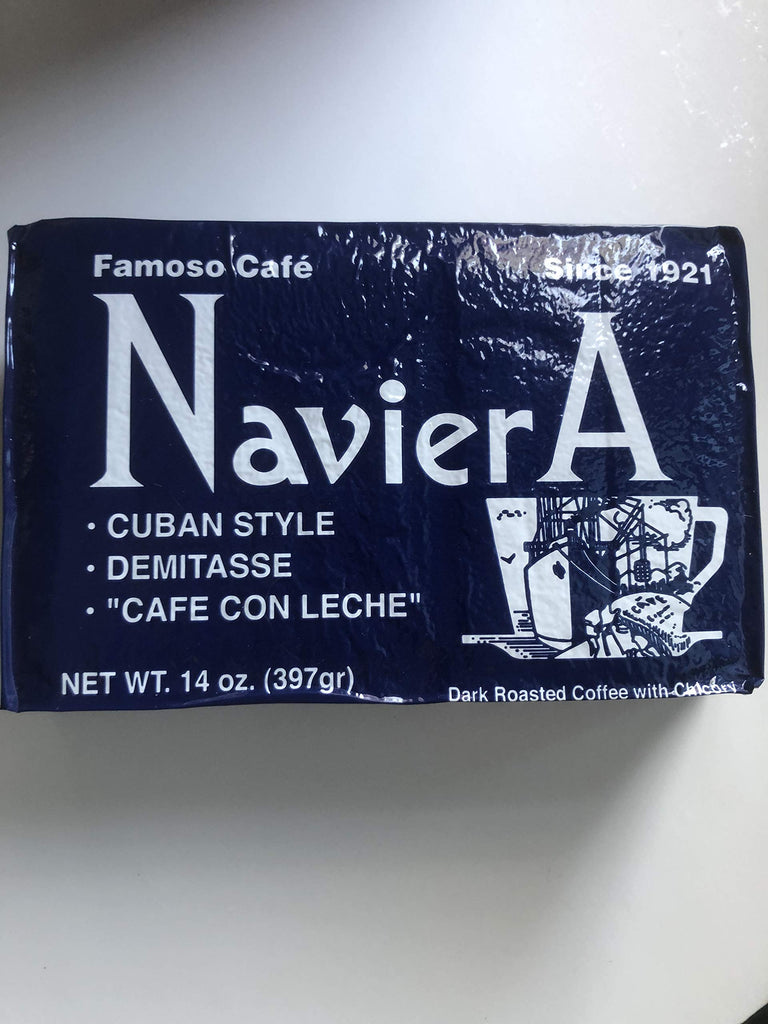 Famoso Café Since 1921
NavierA
· CUBAN STYLE
· DEMITASSE
· "CAFE CON LECHE"
NET WT. 14 oz. (397gr)
Dark Roasted Coffee with Chicory